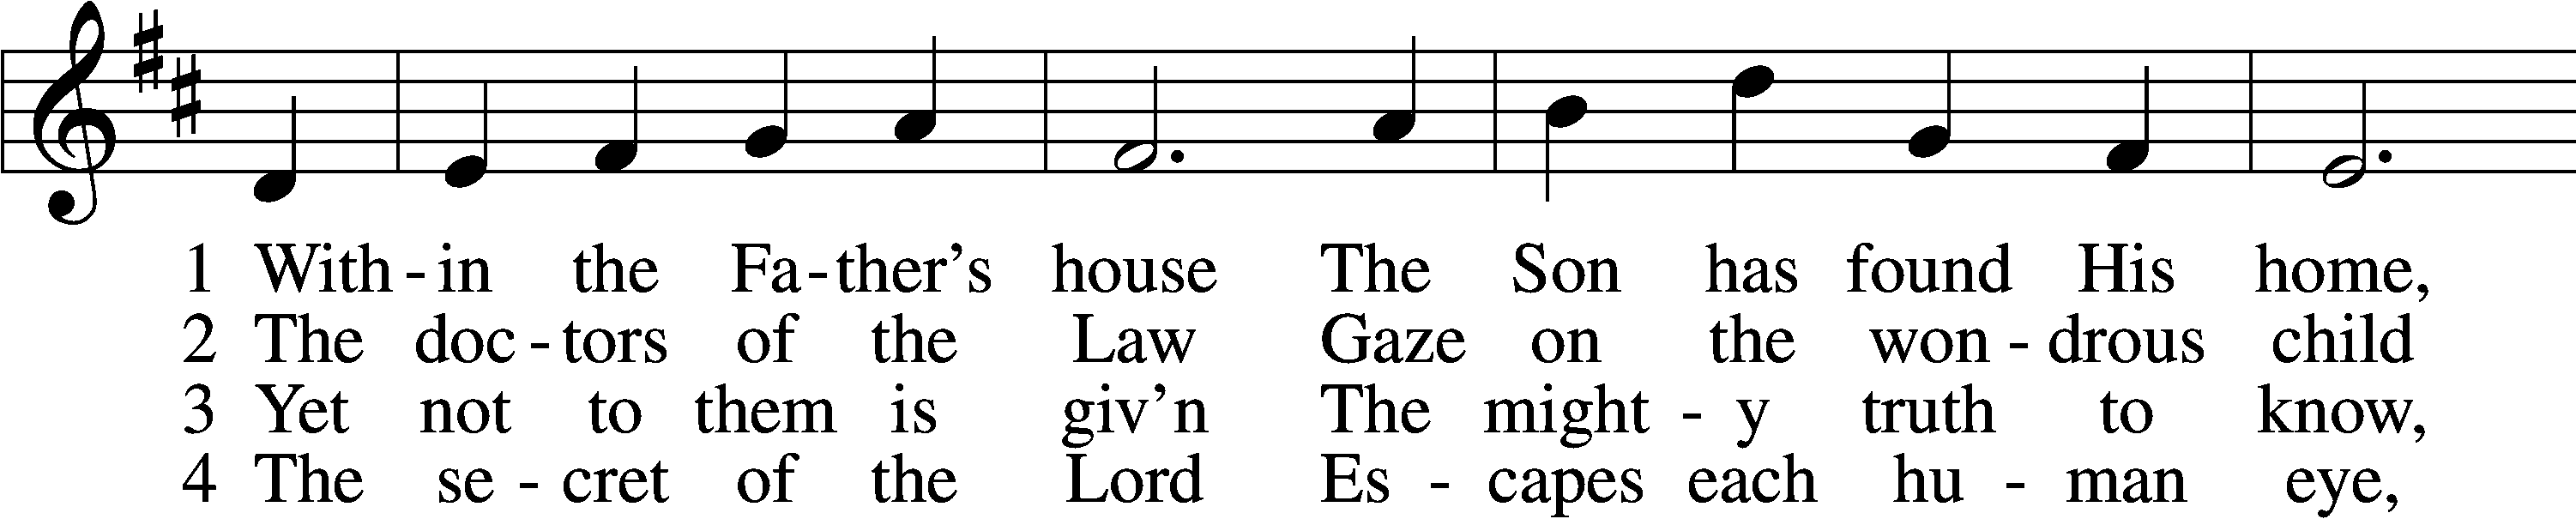 1 With - in the Fa - ther’s house The Son has found His home,
2 The doc - tors of the Law Gaze on the won - drous child
3 Yet not to them is giv’n The might - y truth to know,
4 The se - cret of the Lord Es - capes each hu - man eye,